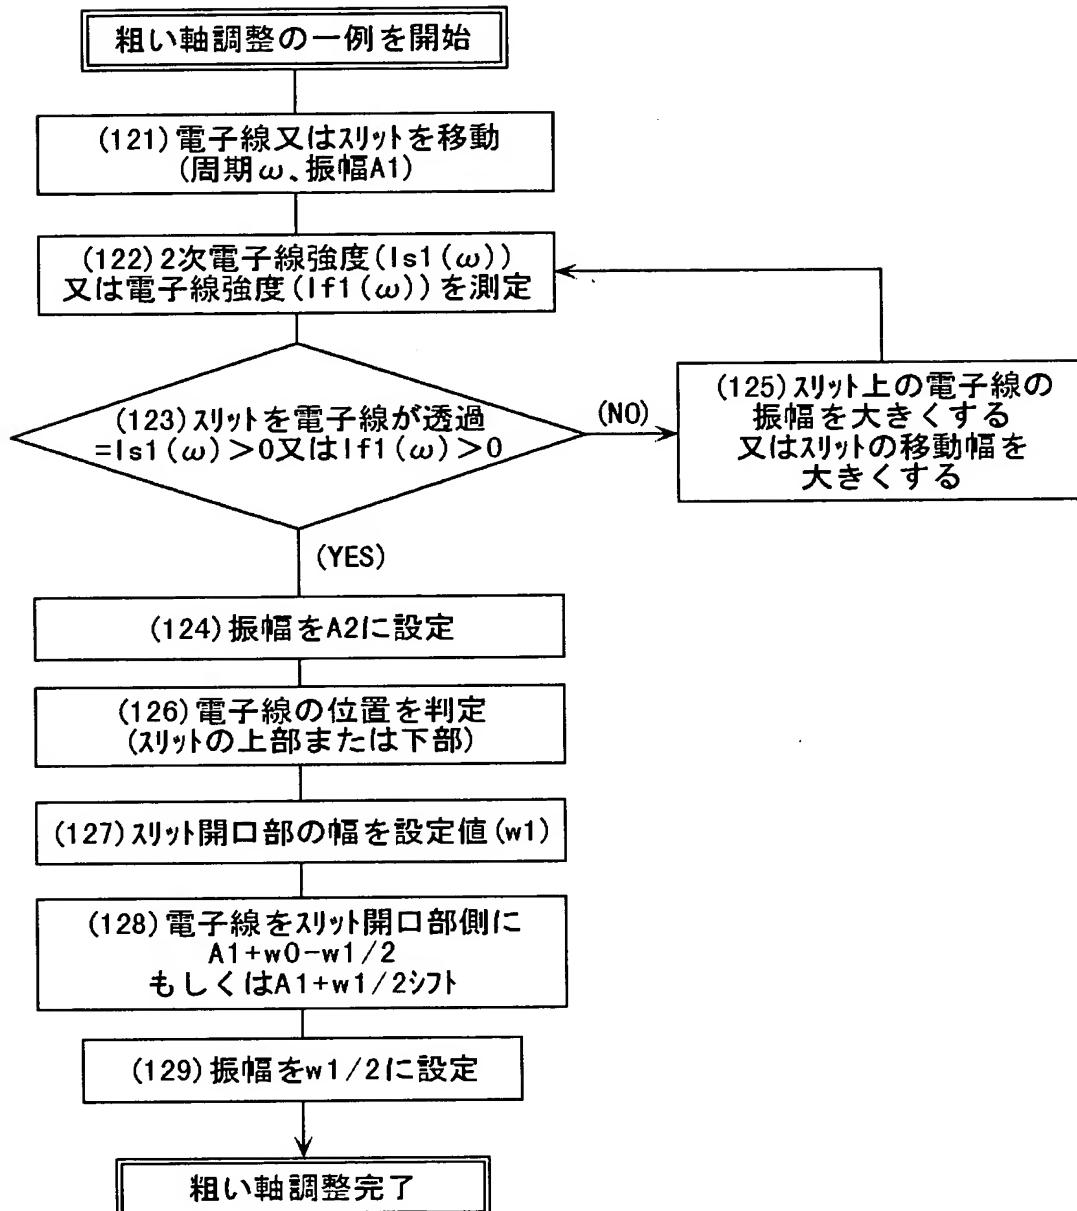 粗い軸調整の一例を開始
(121)電子線又はスリットを移動
(周期ω、振幅A1)
(122)2次電子線強度(Is1(ω))
又は電子線強度(If1(ω))を測定
(123)スリットを電子線が透過
=Is1(ω)>0又はIf1(ω)>0
(NO)
(125)スリット上の電子線の
振幅を大きくする
又はスリットの移動幅を
大きくする
(YES)
(124)振幅をA2に設定
(126)電子線の位置を判定
(スリットの上部または下部)
(127)スリット開口部の幅を設定値(w1)
(128)電子線をスリット開口部側に
A1+w0-w1/2
もしくはA1+w1/2シフト
(129)振幅をw1/2に設定
粗い軸調整完了